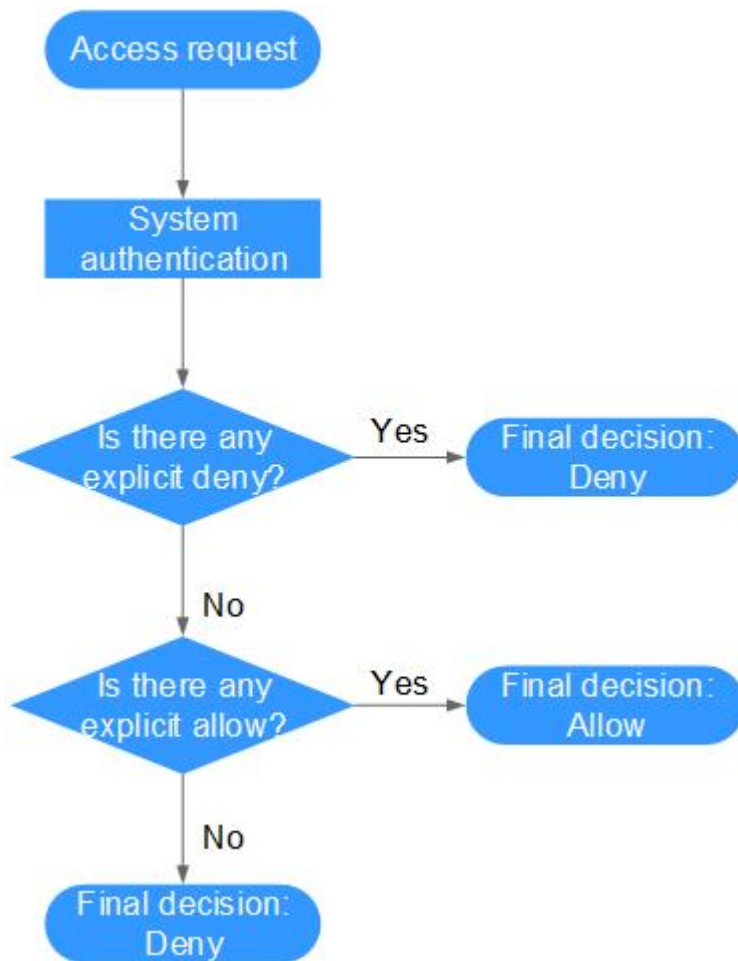 Access request
System
authentication
Is there any
explicit deny?
Yes
Final decision:
Deny
No
Is there any
explicit allow?
Yes
Final decision:
Allow
No
Final decision:
Deny